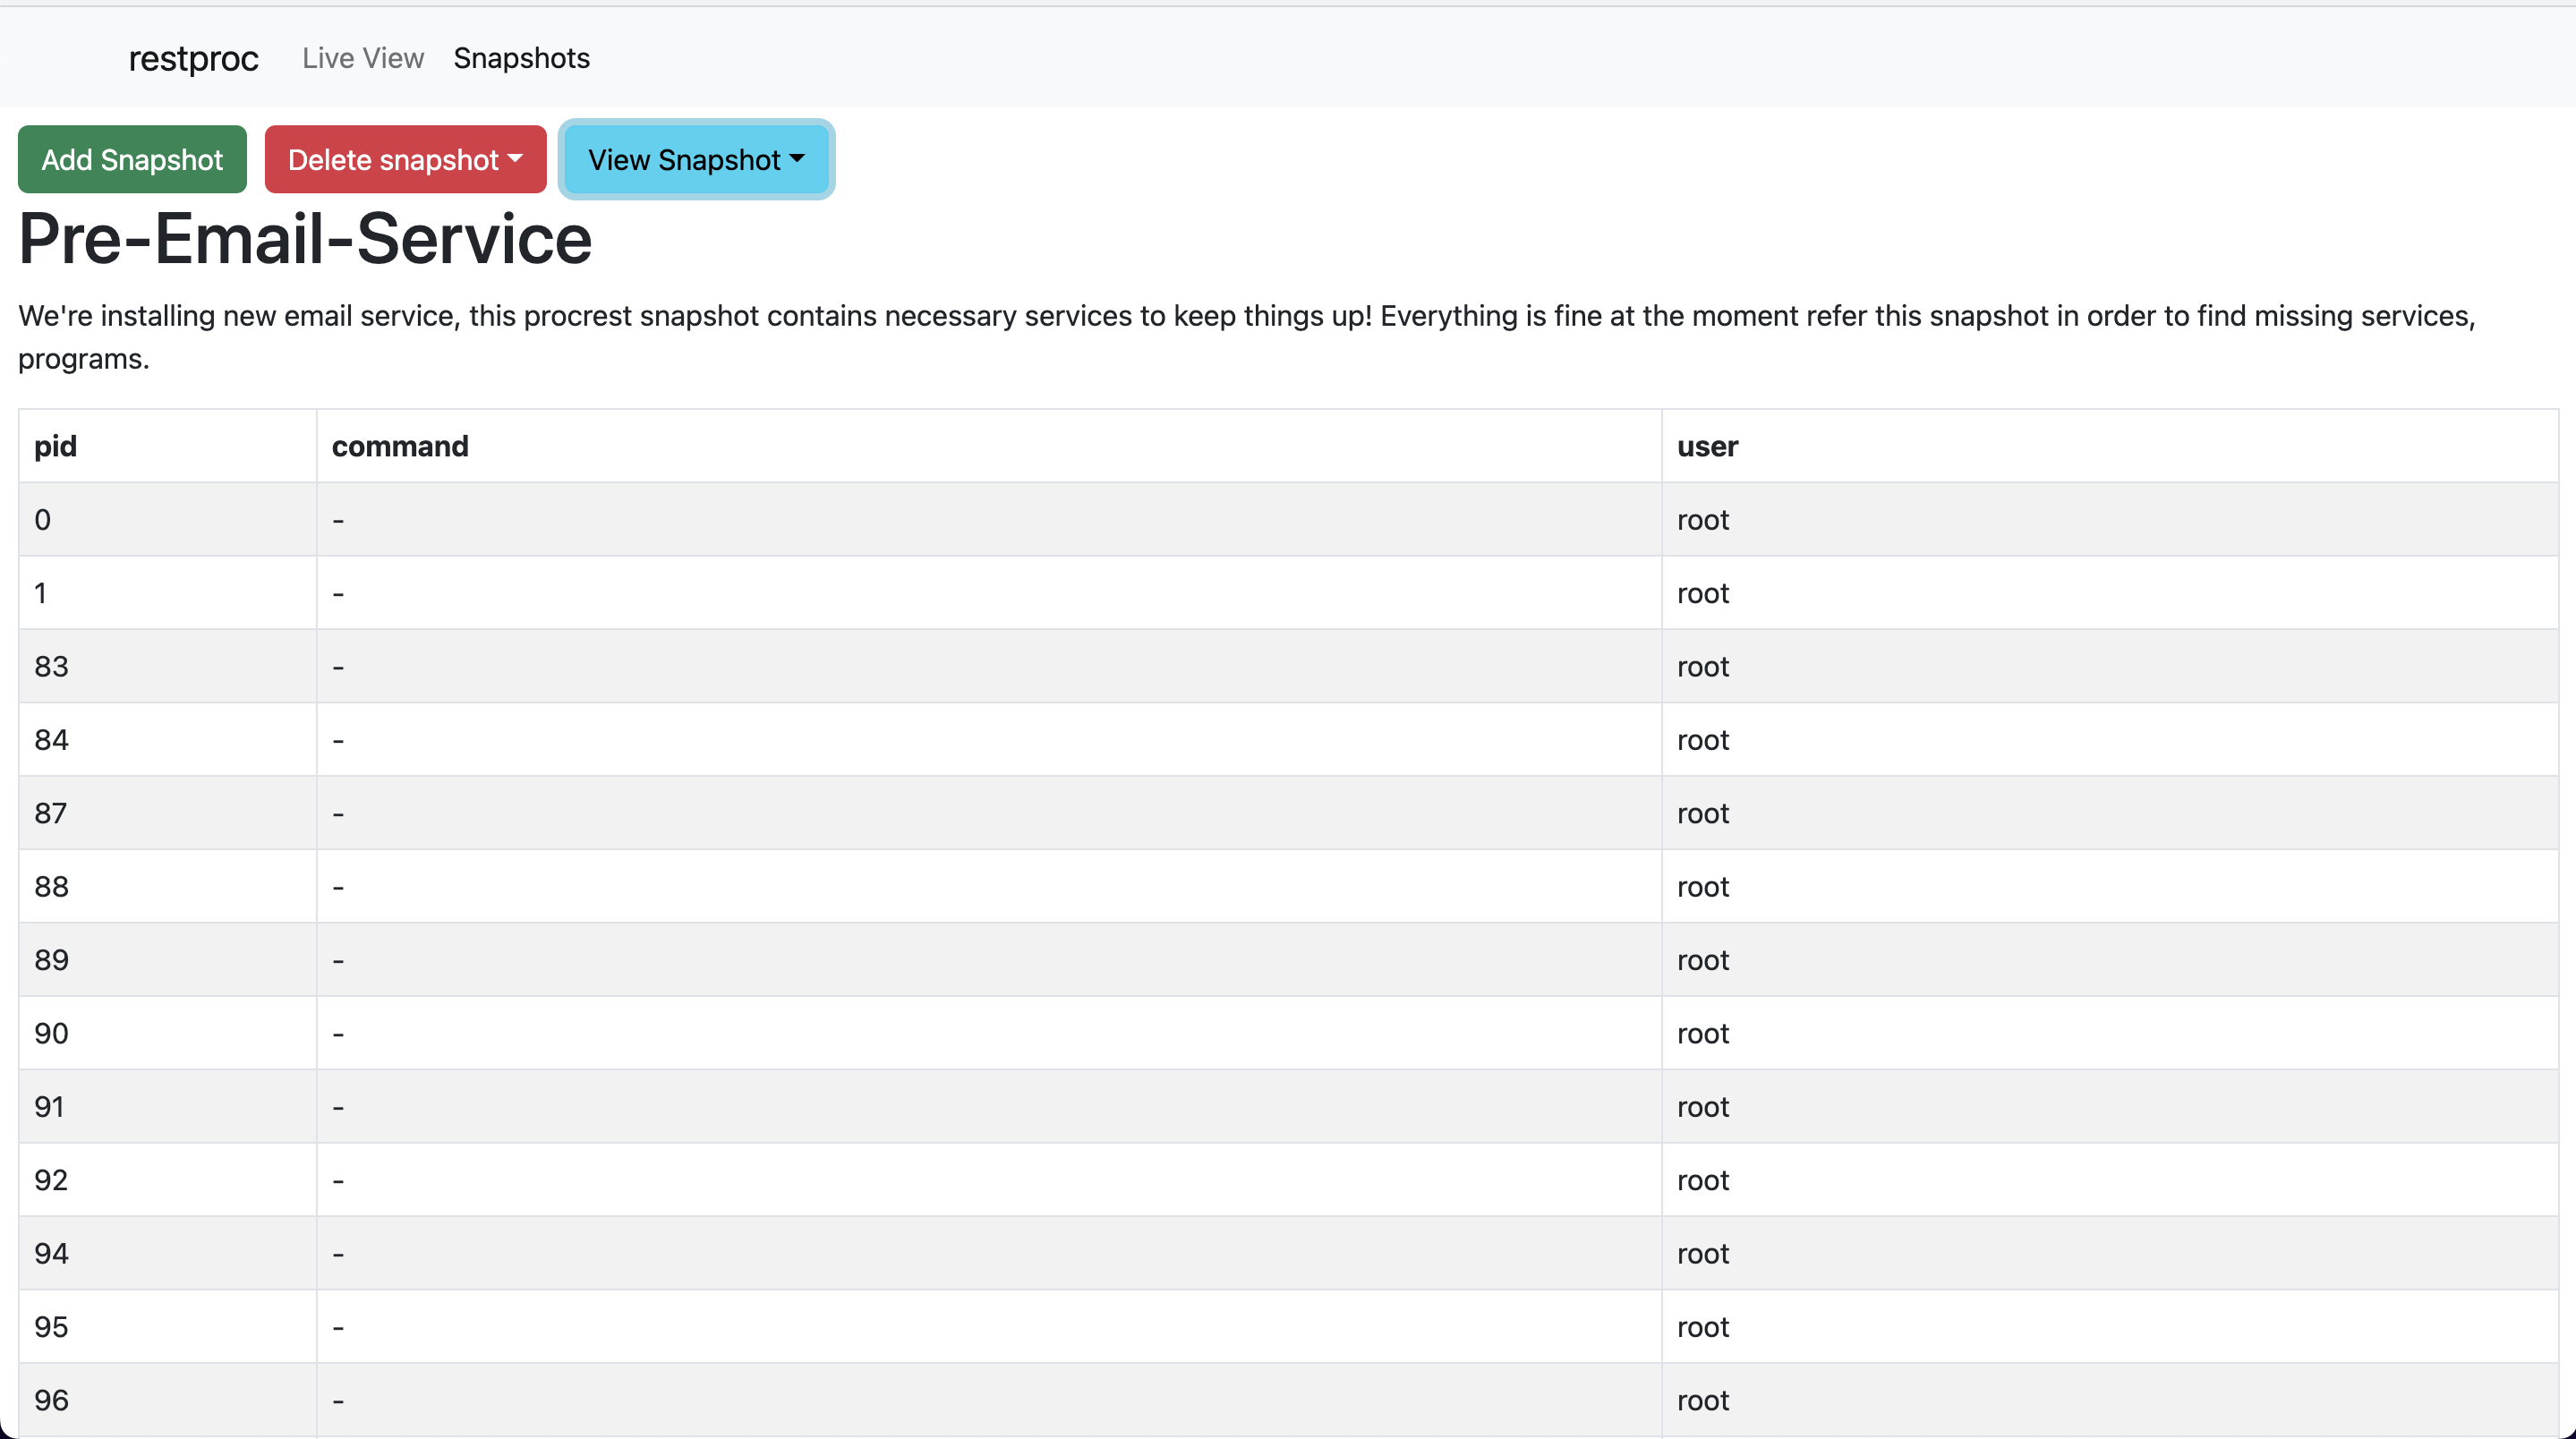 restproc Live View Snapshots
Add Snapshot Delete snapshot View Snapshot
Pre-Email-Service
We're installing new email service, this procrest snapshot contains necessary services to keep things up! Everything is fine at the moment refer this snapshot in order to find missing services,
programs.
pid command user
0 - root
1 - root
83 - root
84 - root
87 - root
88 - root
89 - root
90 - root
91 - root
92 - root
94 - root
95 - root
96 - root